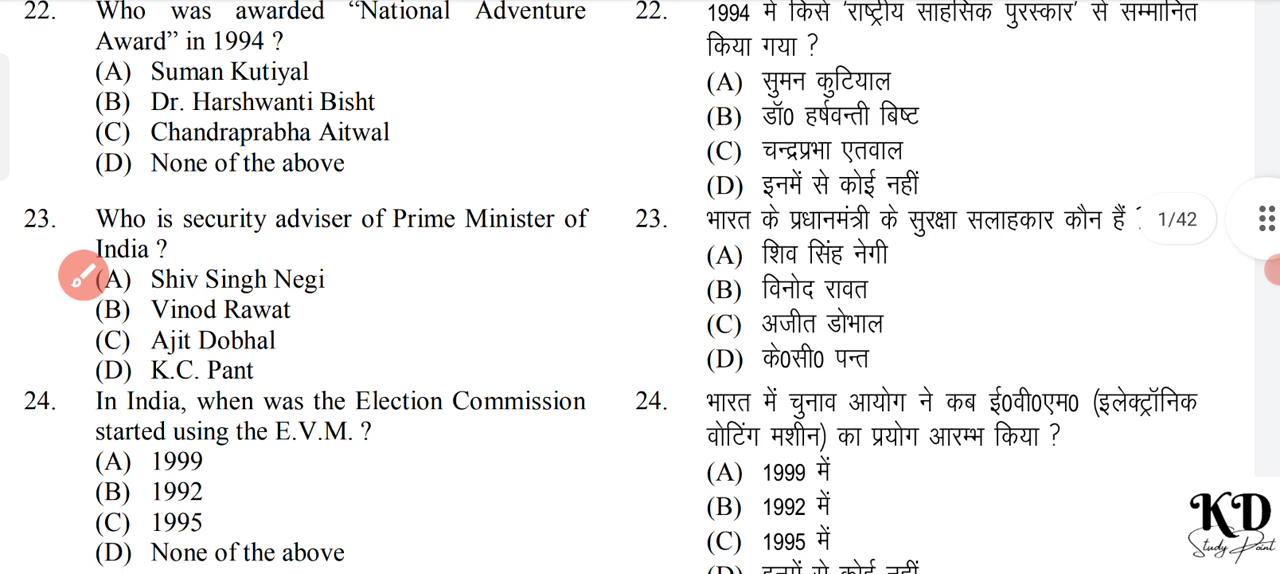 22. Who was awarded “National Adventure
Award” in 1994 ?
(A) Suman Kutiyal
(B) Dr. Harshwanti Bisht
(C) Chandraprabha Aitwal
(D) None of the above
23. Who is security adviser of Prime Minister of
India ?
(A) Shiv Singh Negi
(B) Vinod Rawat
(C) Ajit Dobhal
(D) K.C. Pant
24. In India, when was the Election Commission
started using the E.V.M. ?
(A) 1999
(B) 1992
(C) 1995
(D) None of the above
22. 1994 में किसे ‘राष्ट्रीय साहसिक पुरस्कार’ से सम्मानित
किया गया ?
(A) सुमन कुटियाल
(B) डॉ0 हर्षवन्ती बिष्ट
(C) चन्द्रप्रभा एतवाल
(D) इनमें से कोई नहीं
23. भारत के प्रधानमंत्री के सुरक्षा सलाहकार कौन हैं ?
(A) शिव सिंह नेगी
(B) विनोद रावत
(C) अजीत डोभाल
(D) के0सी0 पन्त
24. भारत में चुनाव आयोग ने कब ई0वी0एम0 (इलेक्ट्रॉनिक
वोटिंग मशीन) का प्रयोग आरम्भ किया ?
(A) 1999 में
(B) 1992 में
(C) 1995 में
(D) इनमें से कोई नहीं
1/42
KD
Study Point